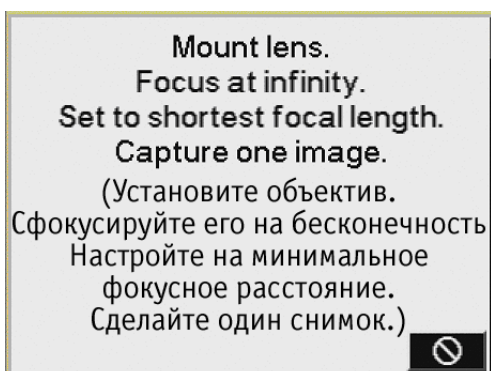 Mount lens.
Focus at infinity.
Set to shortest focal length.
Capture one image.
(Установите объектив.
Сфокусируйте его на бесконечность
Настройте на минимальное
фокусное расстояние.
Сделайте один снимок.)